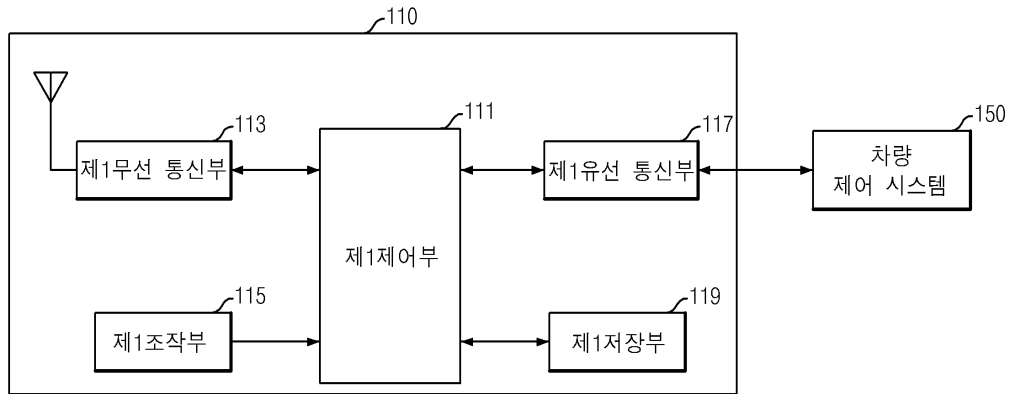 110
113
111
117
150
제1무선 통신부
제1유선 통신부
차량
제어 시스템
제1제어부
115
119
제1조작부
제1저장부